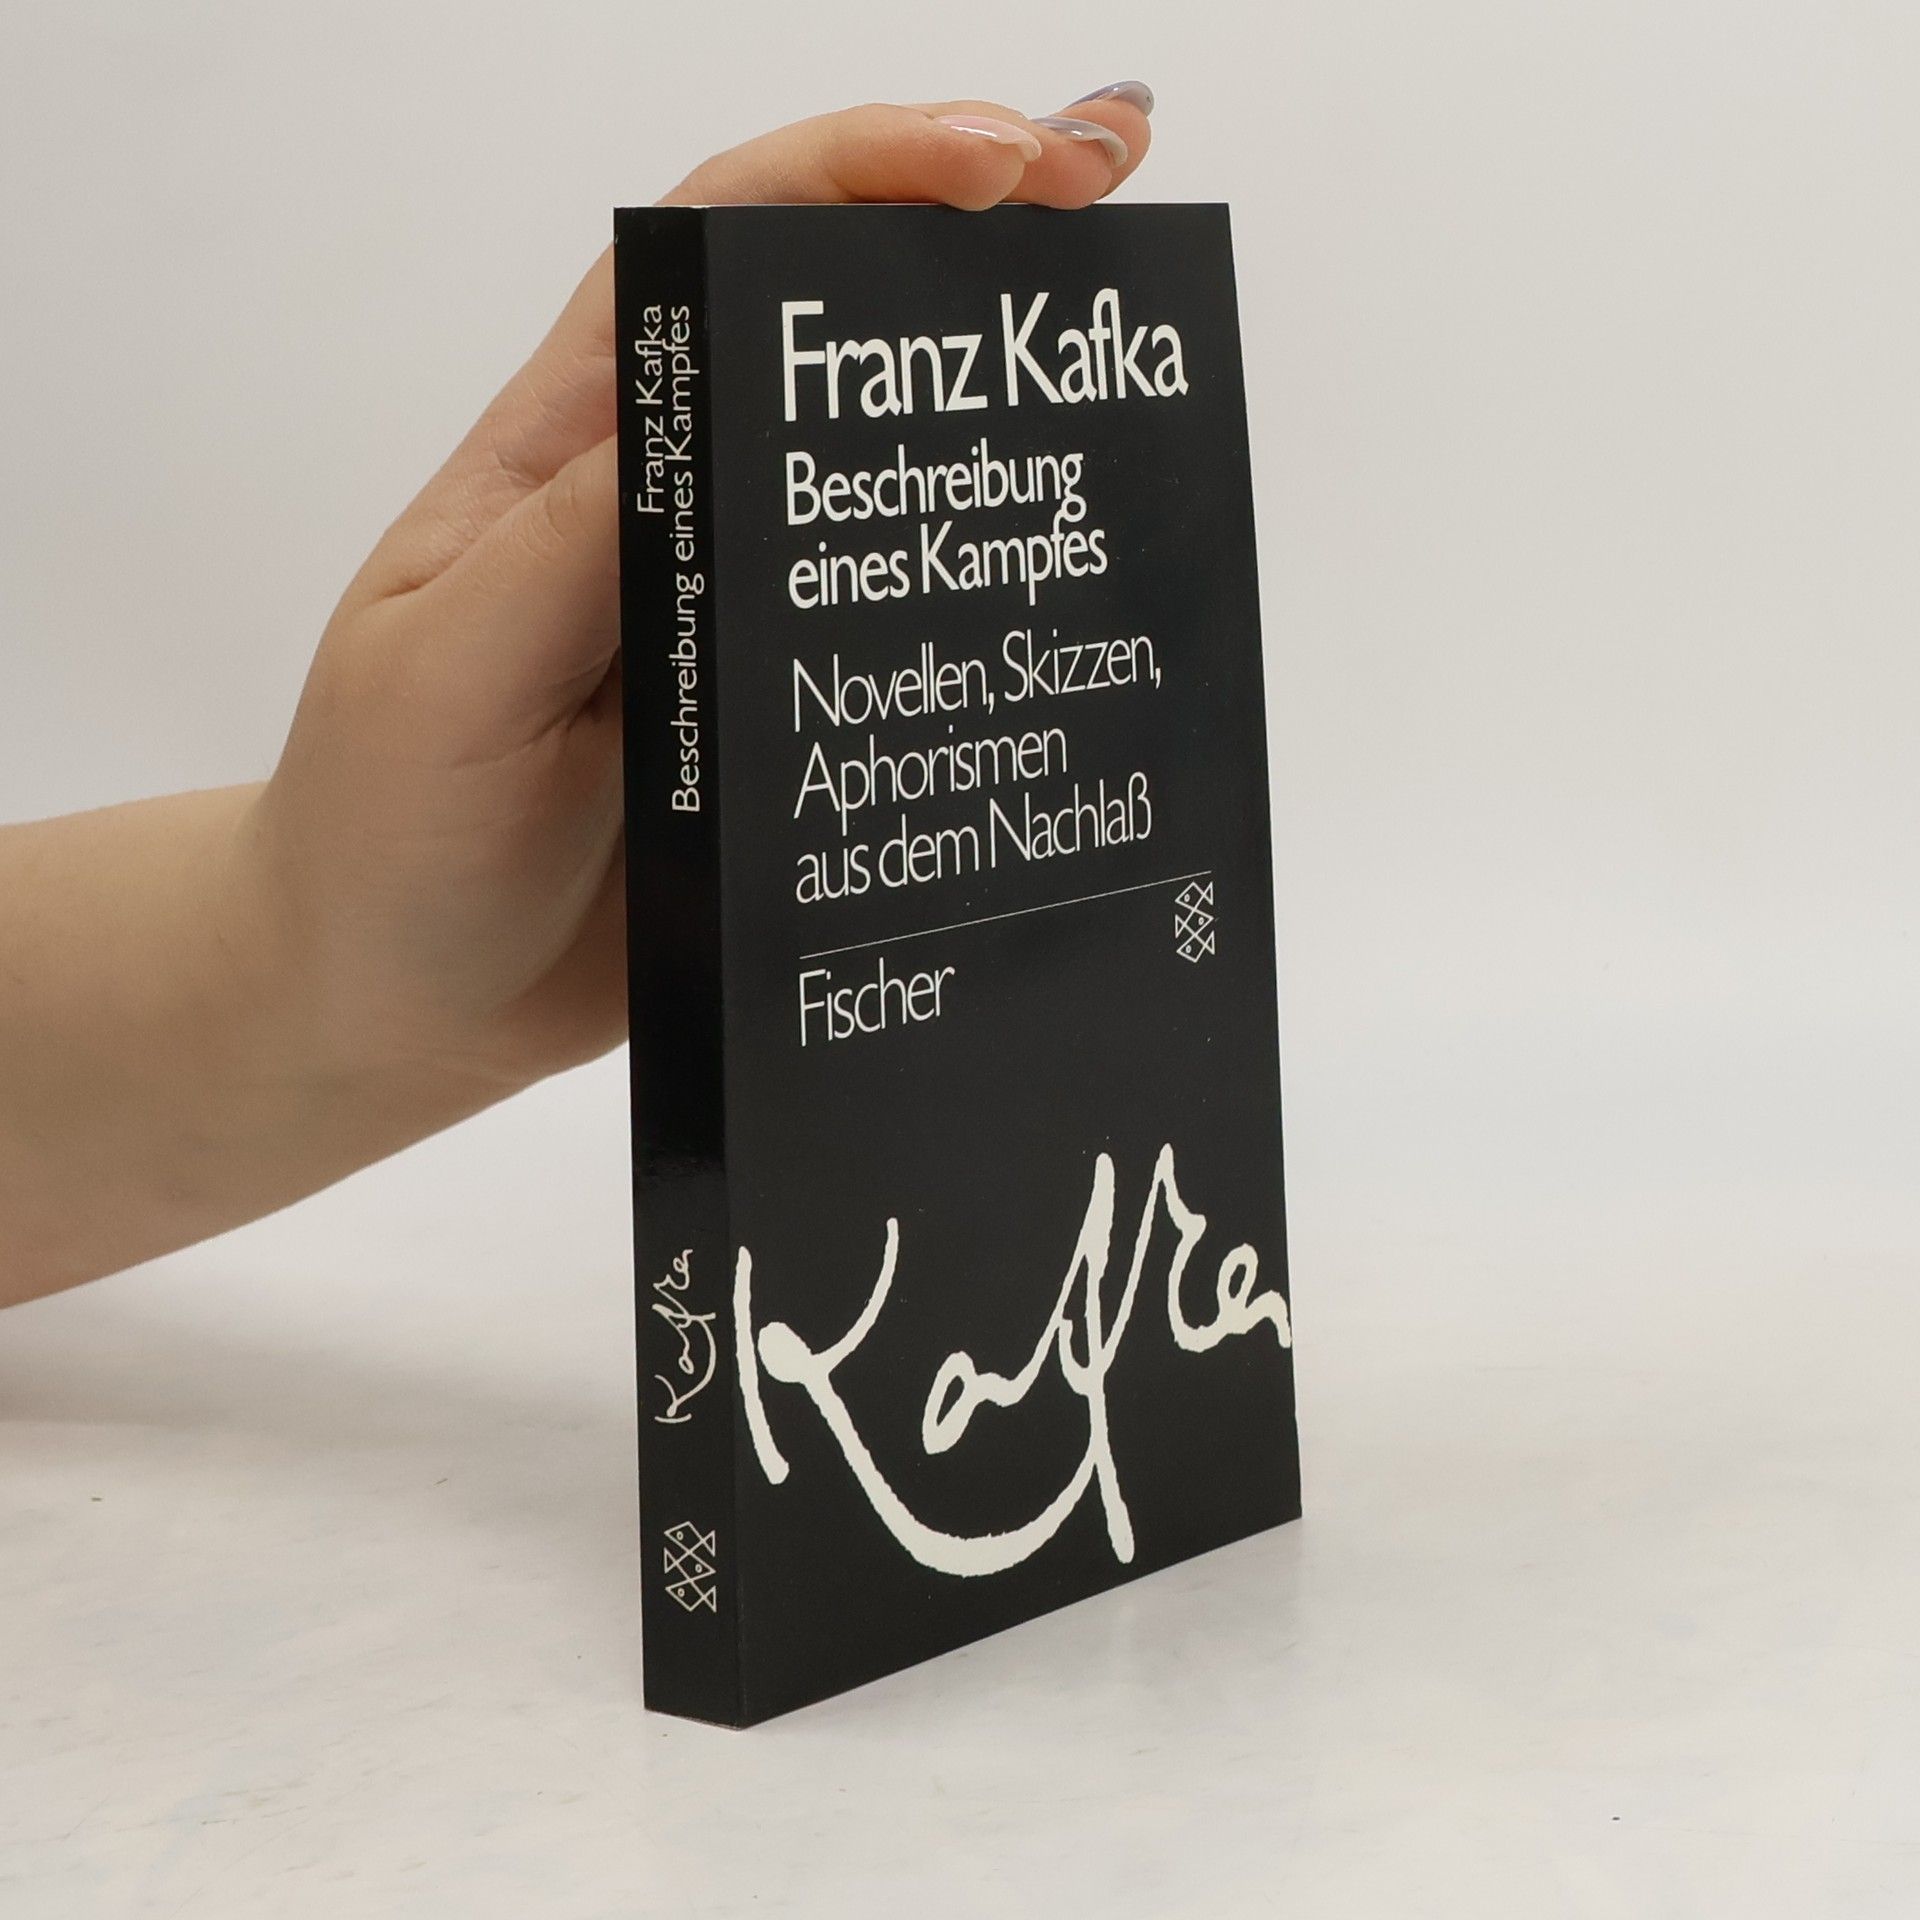 Franz Kafka
Beschreibung eines Kampfes
Kafka
Franz Kafka
Beschreibung
eines Kampfes
Novellen, Skizzen,
Aphorismen
aus dem Nachlaß
Fischer
Kafka